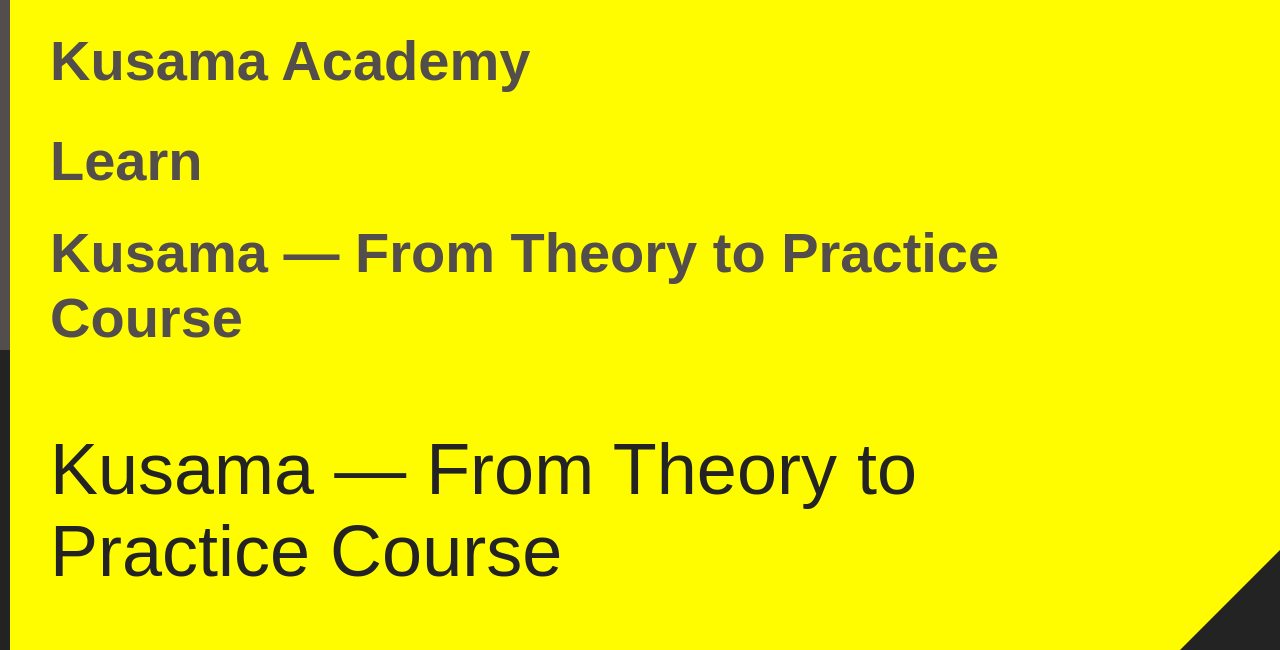 Kusama Academy
Learn
Kusama — From Theory to Practice
Course
Kusama — From Theory to
Practice Course